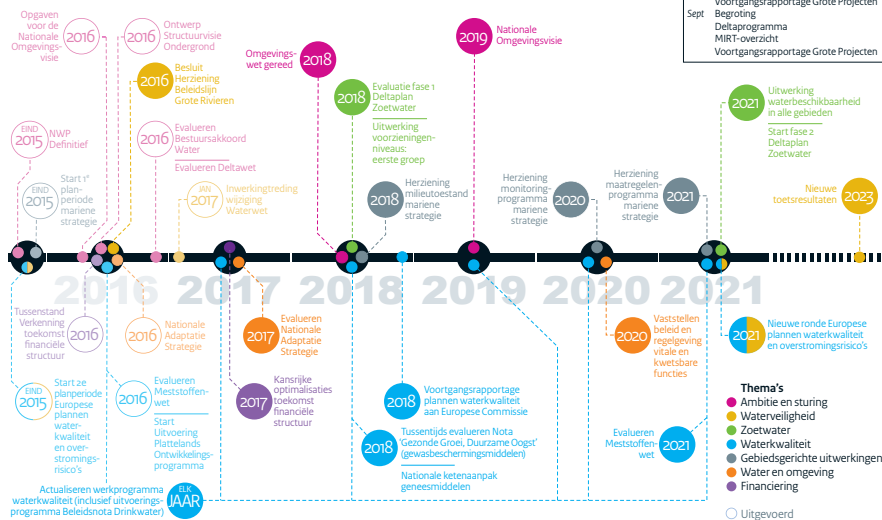 Voortgangsrapportage Grote Projecten
Sept Begroting
Deltaprogramma
MIRT-overzicht
Voortgangsrapportage Grote Projecten
Opgaven
voor de
Nationale
Omgevings-
visie
2016
2016
Ontwerp
Structuurvisie
Ondergrond
2016
Besluit
Herziening
Beleidslijn
Grote Rivieren
EIND
2015
NWP
Definitief
2016
Evalueren
Bestuursakkoord
Water
Evalueren Deltawet
EIND
2015
Start 1e
plan-
periode
mariene
strategie
JAN
2017
Inwerkingtreding
wijziging
Waterwet
Omgevings-
wet gereed
2018
2018
Evaluatie fase 1
Deltaplan
Zoetwater
Uitwerking
voorzieningen-
niveaus:
eerste groep
2018
Herziening
milieutoestand
mariene
strategie
2019
Nationale
Omgevingsvisie
Herziening
monitoring-
programma
mariene
strategie
2020
Herziening
maatregelen-
programma
mariene
strategie
2021
2021
Uitwerking
waterbeschikbaarheid
in alle gebieden
Start fase 2
Deltaplan
Zoetwater
Nieuwe
toetsresultaten
2023
2016 2017 2018 2019 2020 2021
Tussenstand
Verkenning
toekomst
financiële
structuur
2016
2016
Nationale
Adaptatie
Strategie
2017
Evalueren
Nationale
Adaptatie
Strategie
2020
Vaststellen
beleid en
regelgeving
vitale en
kwetsbare
functies
2021
Nieuwe ronde Europese
plannen waterkwaliteit
en overstromingsrisico's
EIND
2015
Start 2e
planperiode
Europese
plannen
water-
kwaliteit
en over-
stromings-
risico's
2016
Evalueren
Meststoffen-
wet
Start
Uitvoering
Plattelands
Ontwikkelings-
programma
2017
Kansrijke
optimalisaties
toekomst
financiële
structuur
2018
Voortgangsrapportage
plannen waterkwaliteit
aan Europese Commissie
2018
Tussentijds evalueren Nota
'Gezonde Groei, Duurzame Oogst'
(gewasbeschermingsmiddelen)
Nationale ketenaanpak
geneesmiddelen
Evalueren
Meststoffen-
wet
2021
Actualiseren werkprogramma
waterkwaliteit (inclusief uitvoerings-
programma Beleidsnota Drinkwater)
ELK
JAAR
Thema's
Ambitie en sturing
Waterveiligheid
Zoetwater
Waterkwaliteit
Gebiedsgerichte uitwerkingen
Water en omgeving
Financiering
Uitgevoerd